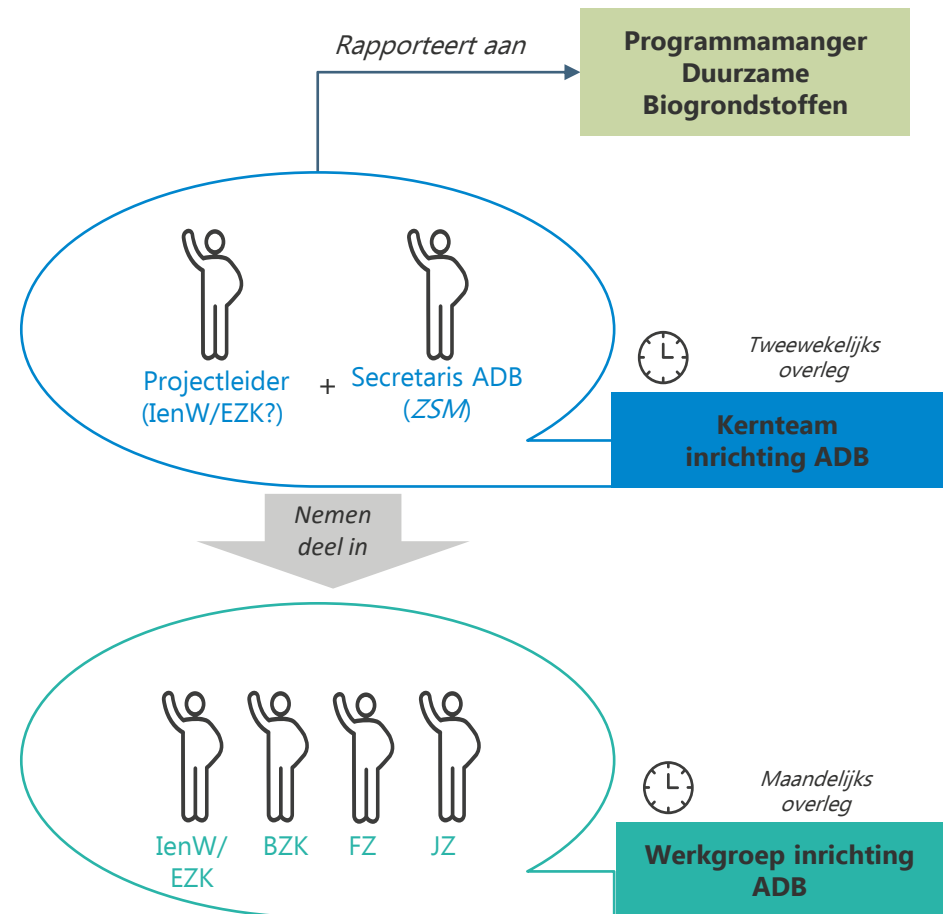 Rapporteert aan
Programmamanger
Duurzame
Biogrondstoffen
Projectleider
(IenW/EZK?)
+
Secretaris ADB
(ZSM)
Tweewekelijks
overleg
Kernteam
inrichting ADB
Nemen
deel in
IenW/
EZK
BZK
FZ
JZ
Maandelijks
overleg
Werkgroep inrichting
ADB